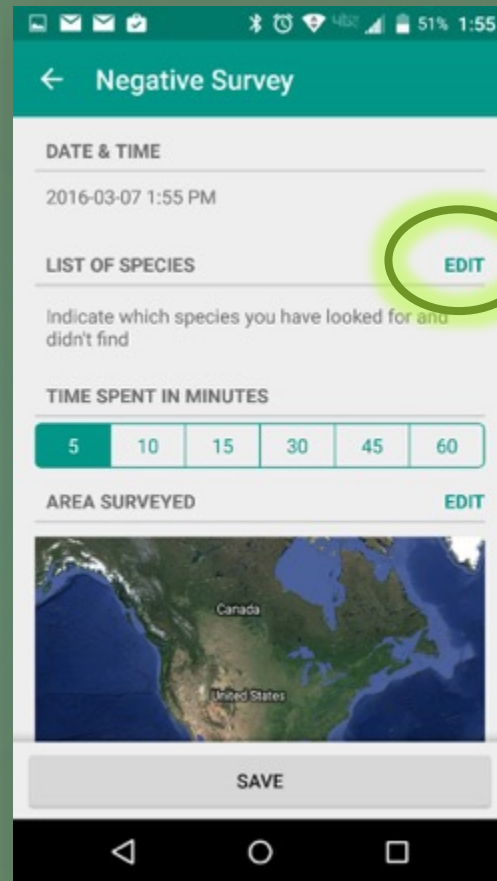 51% 1:55
Negative Survey
DATE & TIME
2016-03-07 1:55 PM
LIST OF SPECIES EDIT
Indicate which species you have looked for and
didn't find
TIME SPENT IN MINUTES
5 10 15 30 45 60
AREA SURVEYED EDIT
Canada
United States
SAVE